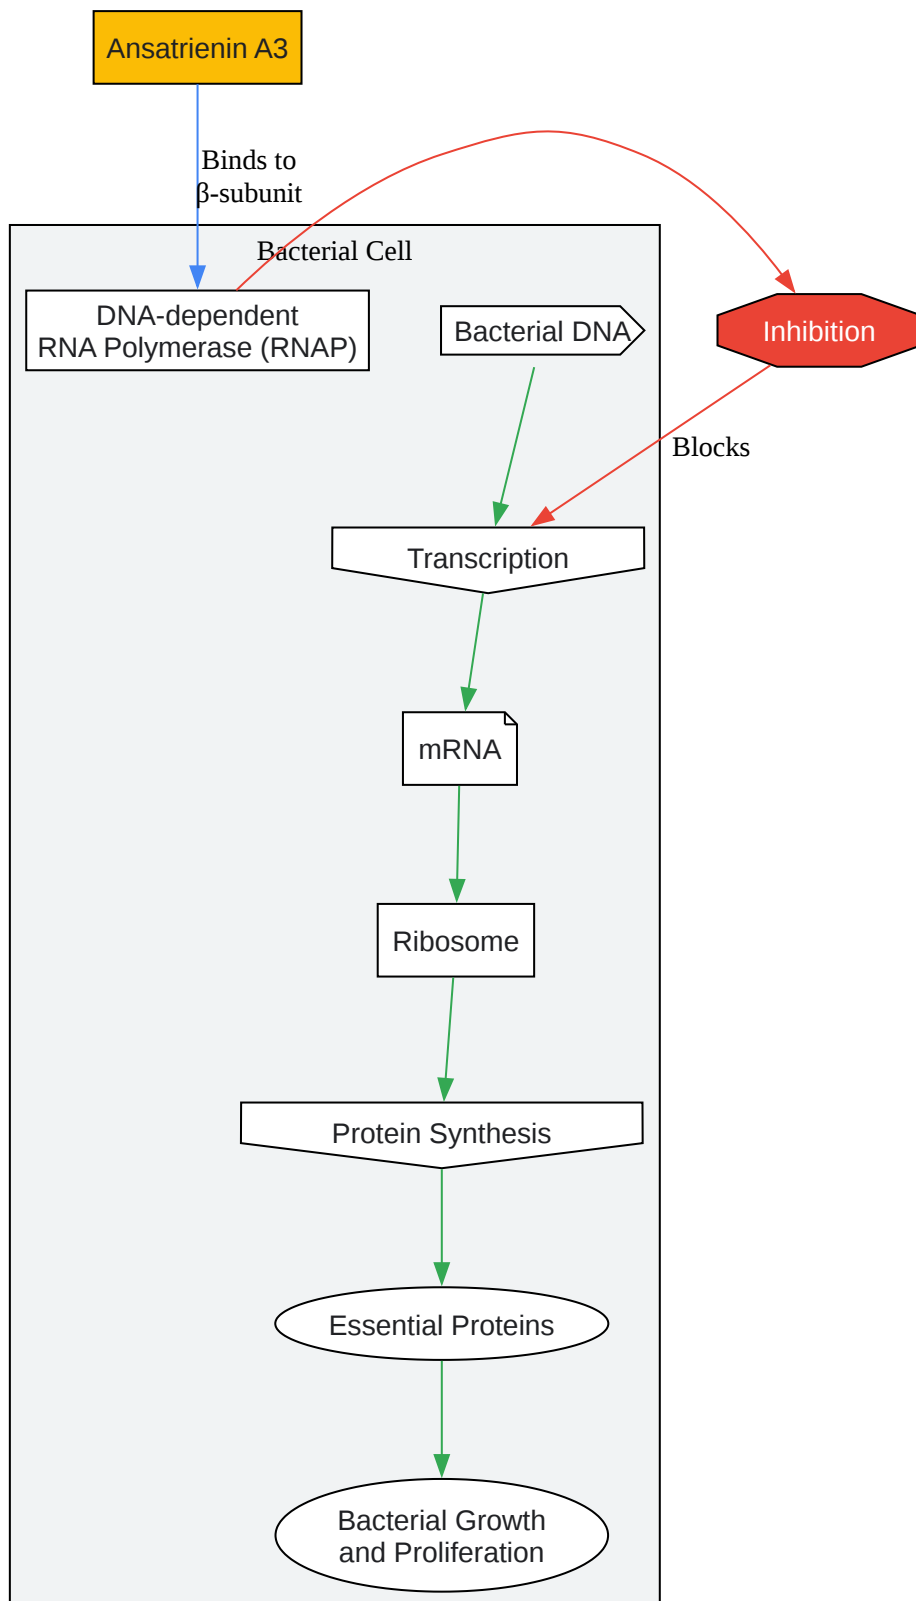 Ansatrienin A3
Binds to
β-subunit
Bacterial Cell
DNA-dependent
RNA Polymerase (RNAP)
Bacterial DNA
Inhibition
Blocks
Transcription
mRNA
Ribosome
Protein Synthesis
Essential Proteins
Bacterial Growth
and Proliferation